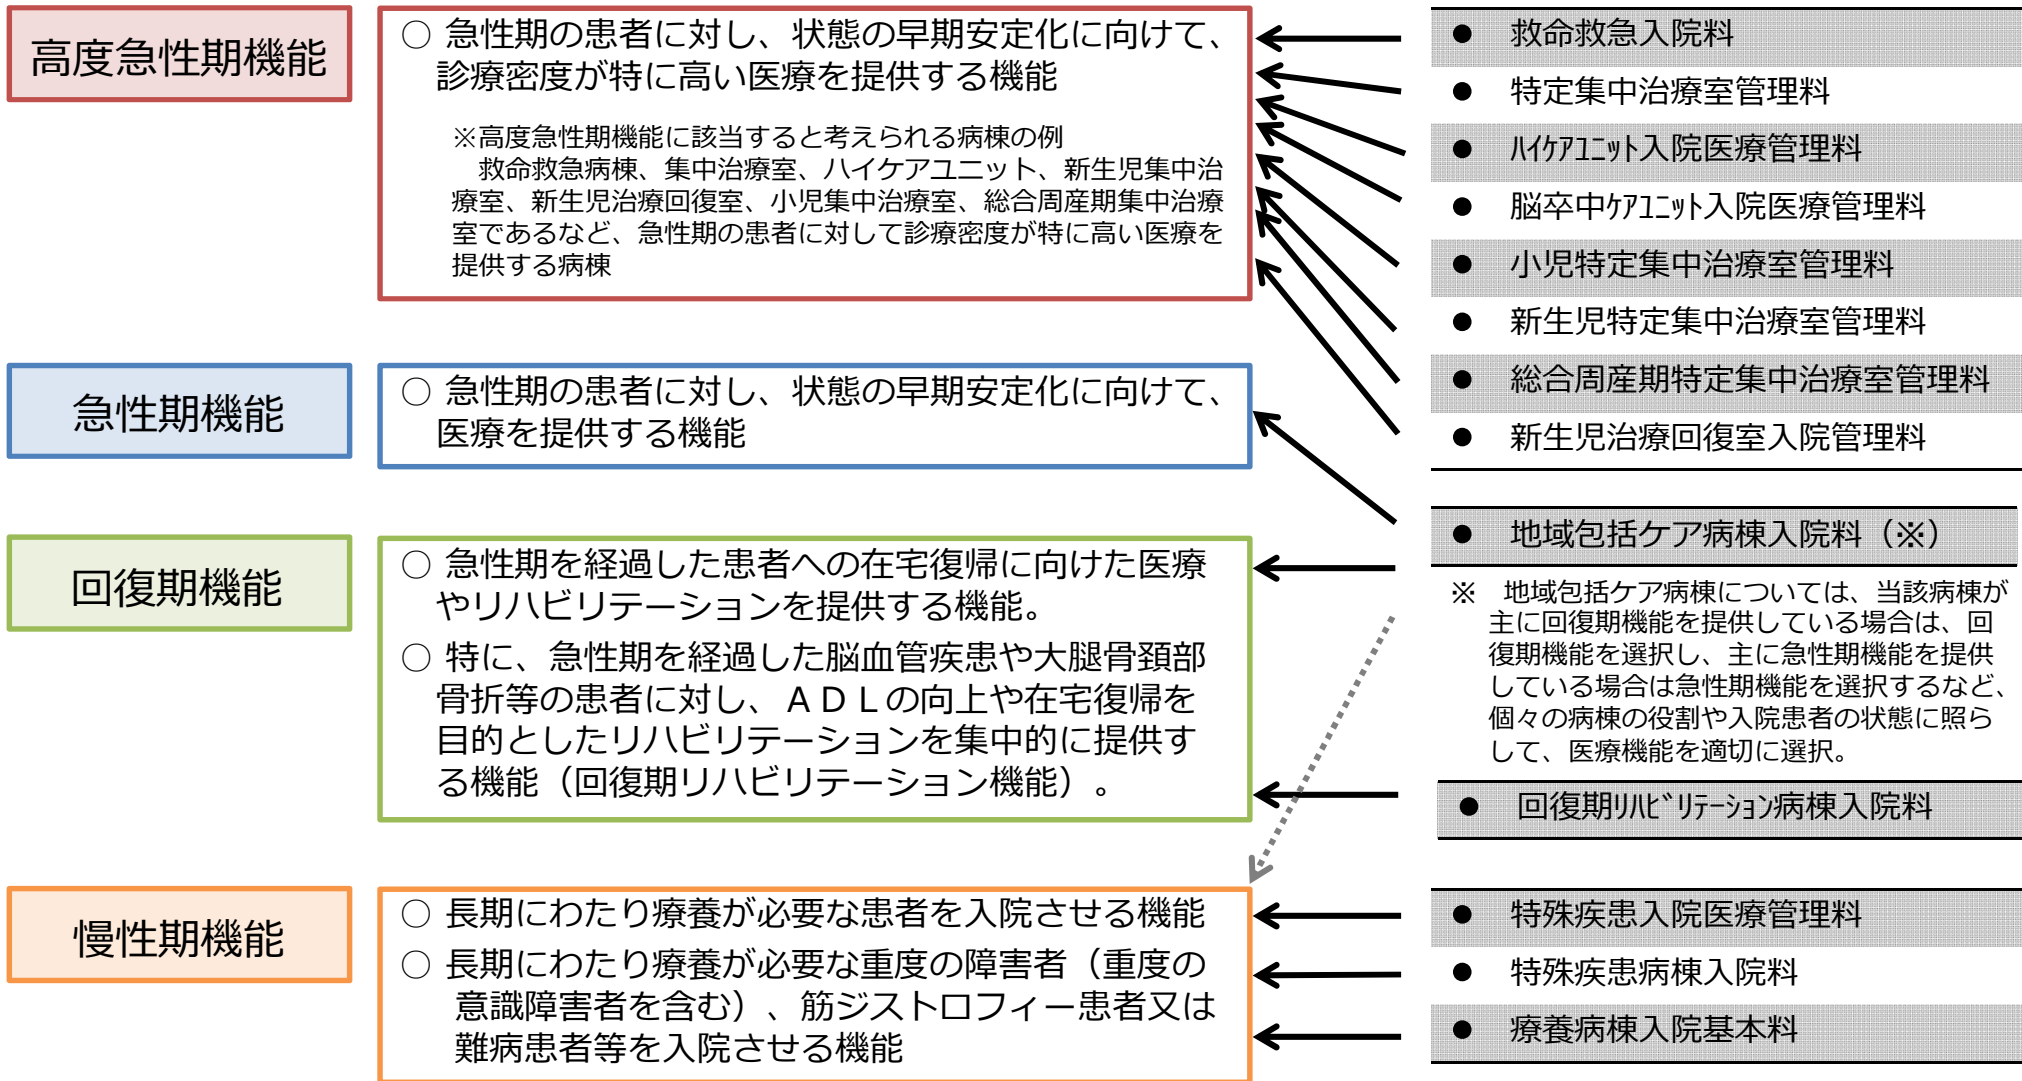 高度急性期機能
○ 急性期の患者に対し、状態の早期安定化に向けて、
診療密度が特に高い医療を提供する機能
※高度急性期機能に該当すると考えられる病棟の例
救命救急病棟、集中治療室、ハイケアユニット、新生児集中治
療室、新生児治療回復室、小児集中治療室、総合周産期集中治療
室であるなど、急性期の患者に対して診療密度が特に高い医療を
提供する病棟
● 救命救急入院料
● 特定集中治療室管理料
● ﾊｲｹｱﾕﾆｯﾄ入院医療管理料
● 脳卒中ｹｱﾕﾆｯﾄ入院医療管理料
● 小児特定集中治療室管理料
● 新生児特定集中治療室管理料
● 総合周産期特定集中治療室管理料
● 新生児治療回復室入院管理料
急性期機能
○ 急性期の患者に対し、状態の早期安定化に向けて、
医療を提供する機能
回復期機能
○ 急性期を経過した患者への在宅復帰に向けた医療
やリハビリテーションを提供する機能。
○ 特に、急性期を経過した脳血管疾患や大腿骨頚部
骨折等の患者に対し、ＡＤＬの向上や在宅復帰を
目的としたリハビリテーションを集中的に提供す
る機能（回復期リハビリテーション機能）。
● 地域包括ケア病棟入院料（※）
※ 地域包括ケア病棟については、当該病棟が
主に回復期機能を提供している場合は、回
復期機能を選択し、主に急性期機能を提供
している場合は急性期機能を選択するなど、
個々の病棟の役割や入院患者の状態に照ら
して、医療機能を適切に選択。
● 回復期ﾘﾊﾋﾞﾘﾃｰｼｮﾝ病棟入院料
慢性期機能
○ 長期にわたり療養が必要な患者を入院させる機能
○ 長期にわたり療養が必要な重度の障害者（重度の
意識障害者を含む）、筋ジストロフィー患者又は
難病患者等を入院させる機能
● 特殊疾患入院医療管理料
● 特殊疾患病棟入院料
● 療養病棟入院基本料